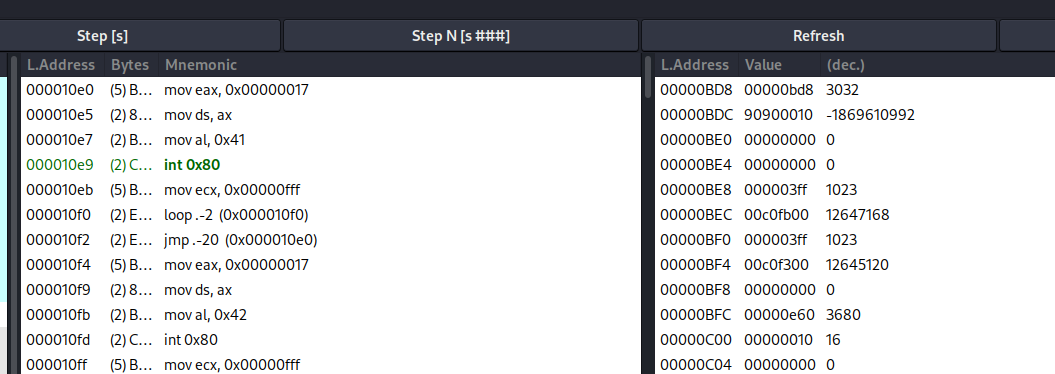 Step [s] Step N [s ###] Refresh
L.Address Bytes Mnemonic L.Address Value (dec.)
000010e0 (5) B... mov eax, 0x00000017 00000BD8 00000bd8 3032
000010e5 (2) 8... mov ds, ax 00000BDC 90900010 -1869610992
000010e7 (2) B... mov al, 0x41 00000BE0 00000000 0
000010e9 (2) C... int 0x80 00000BE4 00000000 0
000010eb (5) B... mov ecx, 0x00000fff 00000BE8 000003ff 1023
000010f0 (2) E... loop .-2 (0x000010f0) 00000BEC 00c0fb00 12647168
000010f2 (2) E... jmp .-20 (0x000010e0) 00000BF0 000003ff 1023
000010f4 (5) B... mov eax, 0x00000017 00000BF4 00c0f300 12645120
000010f9 (2) 8... mov ds, ax 00000BF8 00000000 0
000010fb (2) B... mov al, 0x42 00000BFC 00000e60 3680
000010fd (2) C... int 0x80 00000C00 00000010 16
000010ff (5) B... mov ecx, 0x00000fff 00000C04 00000000 0